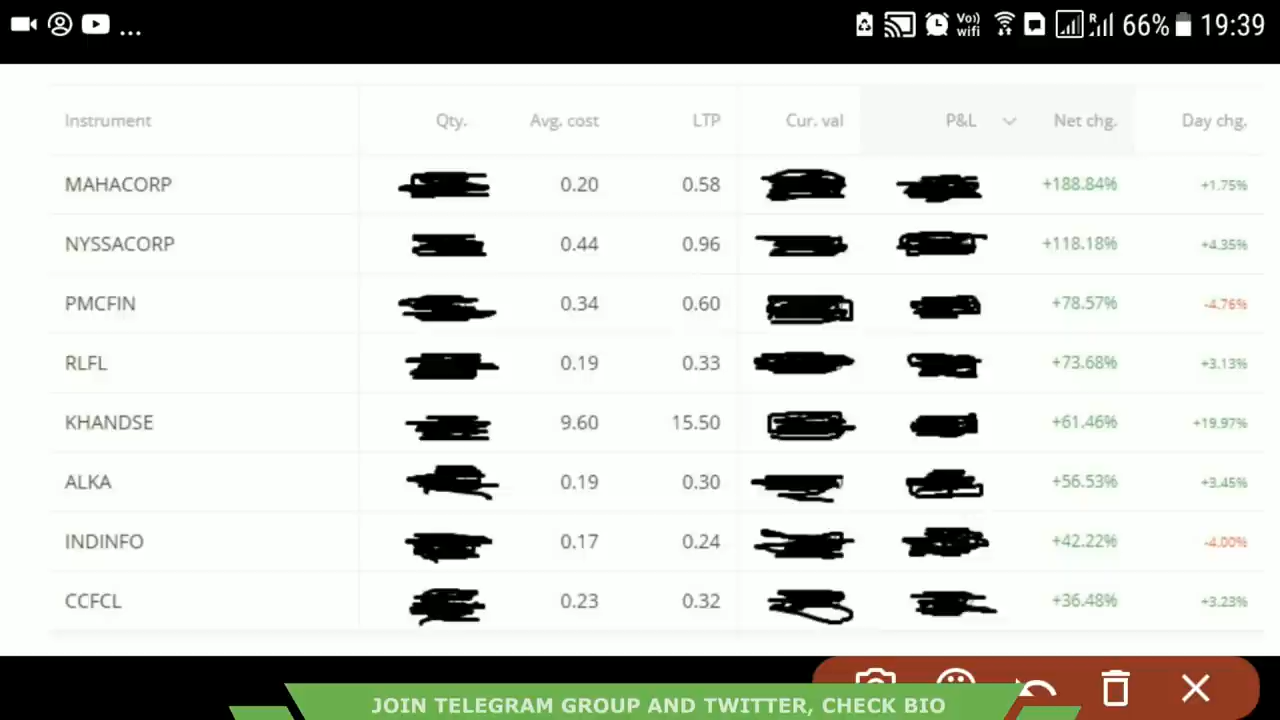 ... Vo)) wifi R 66% 19:39
Instrument Qty. Avg. cost LTP Cur. val P&L Net chg. Day chg.
MAHACORP 0.20 0.58 +188.84% +1.75%
NYSSACORP 0.44 0.96 +118.18% +4.35%
PMCFIN 0.34 0.60 +78.57% -4.76%
RLFL 0.19 0.33 +73.68% +3.13%
KHANDSE 9.60 15.50 +61.46% +19.97%
ALKA 0.19 0.30 +56.53% +3.45%
INDINFO 0.17 0.24 +42.22% -4.00%
CCFCL 0.23 0.32 +36.48% +3.23%
JOIN TELEGRAM GROUP AND TWITTER, CHECK BIO